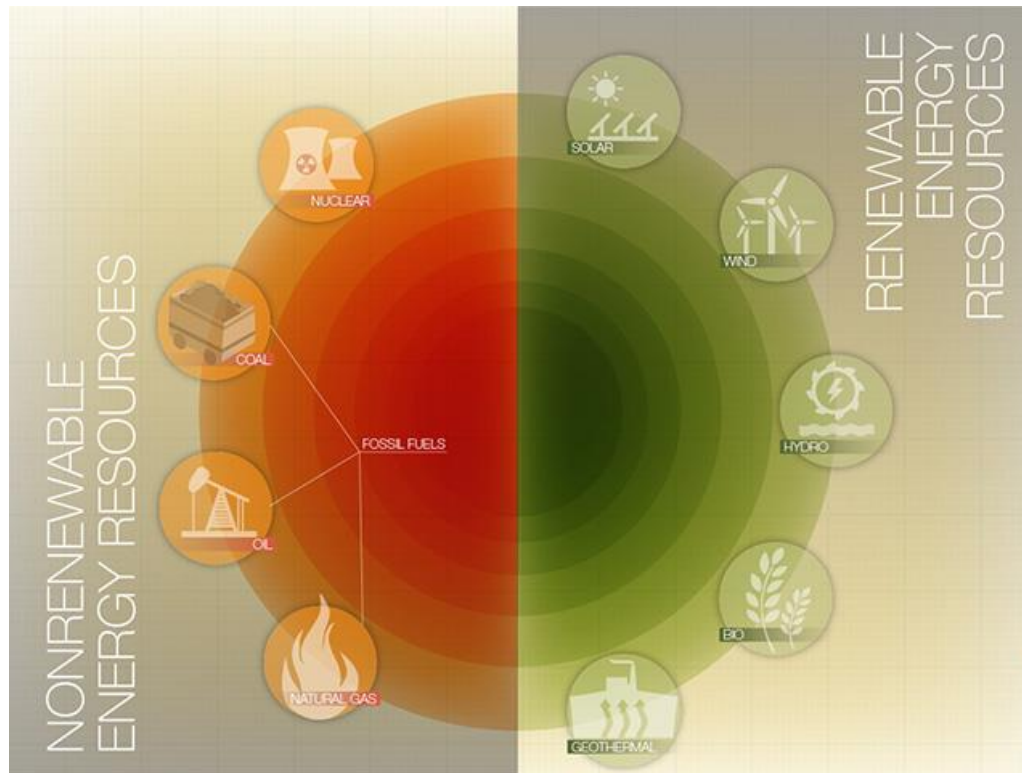 NONRENEWABLE
ENERGY RESOURCES
NUCLEAR
COAL
FOSSIL FUELS
OIL
NATURAL GAS
RENEWABLE
ENERGY
RESOURCES
SOLAR
WIND
HYDRO
BIO
GEOTHERMAL